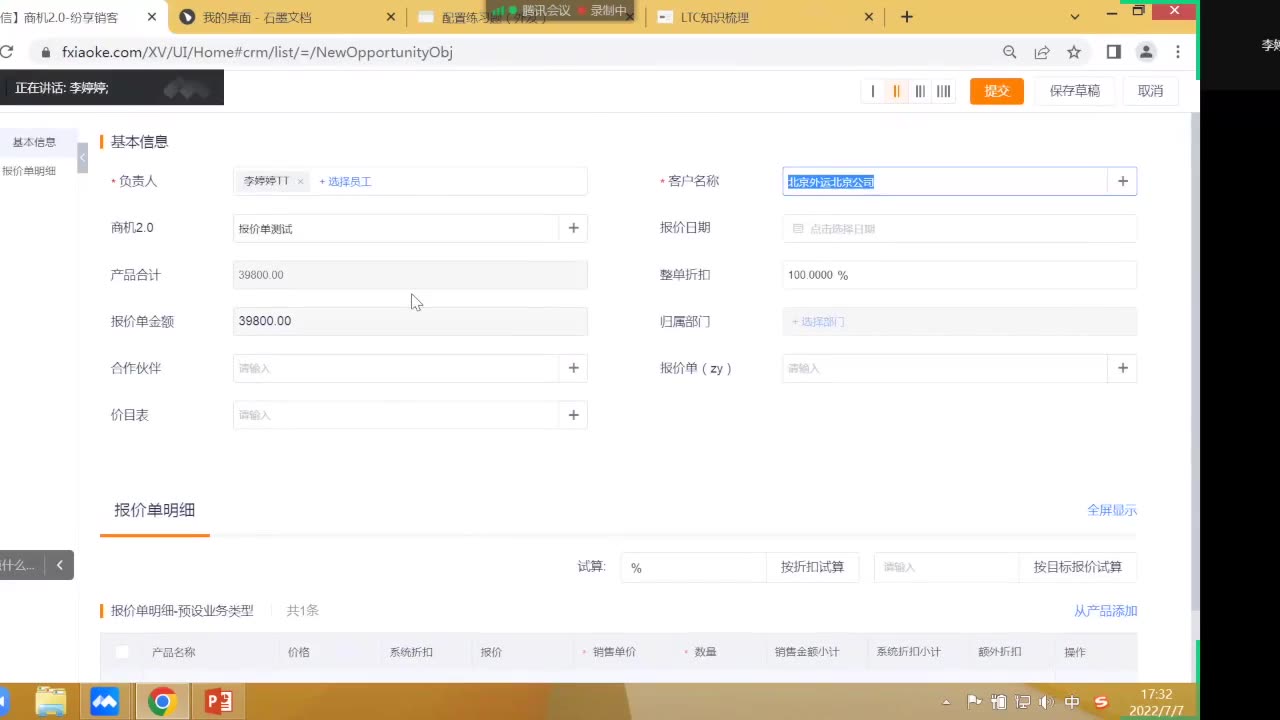 信】商机2.0-纷享销客
我的桌面 - 石墨文档
配置练习题（外发）
腾讯会议
录制中
LTC知识梳理
fxiaoke.com/XV/UI/Home#crm/list/=/NewOpportunityObj
正在讲话: 李婷婷;
提交
保存草稿
取消
基本信息
报价单明细
基本信息
* 负责人
李婷婷TT ×
+ 选择员工
* 客户名称
北京外运北京公司
商机2.0
报价单测试
报价日期
点击选择日期
产品合计
39800.00
整单折扣
100.0000 %
报价单金额
39800.00
归属部门
+ 选择部门
合作伙伴
请输入
报价单（zy）
请输入
价目表
请输入
报价单明细
全屏显示
试算:
%
按折扣试算
请输入
按目标报价试算
什么...
报价单明细-预设业务类型
共1条
从产品添加
产品名称
价格
系统折扣
报价
* 销售单价
* 数量
销售金额小计
系统折扣小计
额外折扣
操作
中
17:32
2022/7/7